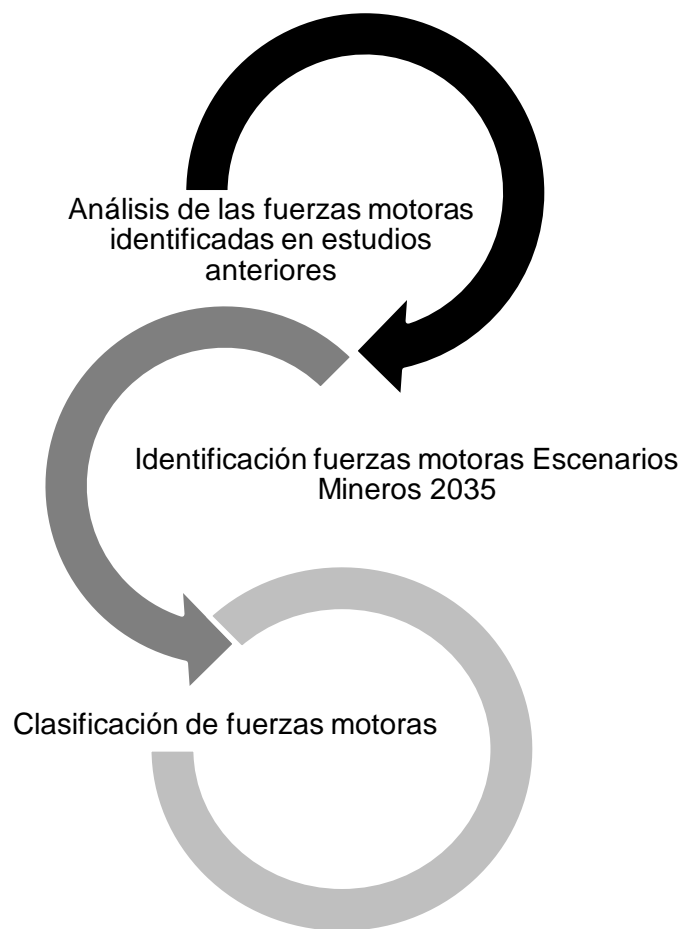 Análisis de las fuerzas motoras
identificadas en estudios
anteriores
Identificación fuerzas motoras Escenarios
Mineros 2035
Clasificación de fuerzas motoras